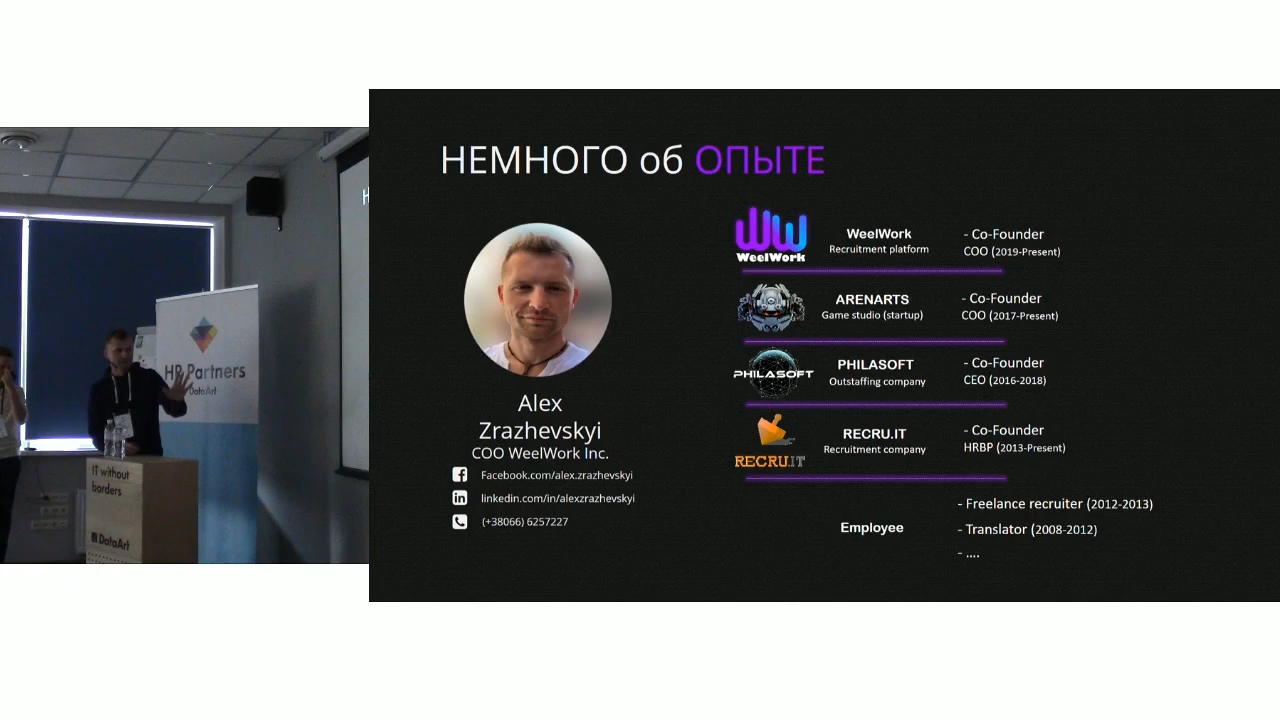 НЕМНОГО об ОПЫТЕ
WeelWork
WeelWork
Recruitment platform
- Co-Founder
COO (2019-Present)
ARENARTS
Game studio (startup)
- Co-Founder
COO (2017-Present)
PHILASOFT
PHILASOFT
Outstaffing company
- Co-Founder
CEO (2016-2018)
RECRU.IT
RECRU.IT
Recruitment company
- Co-Founder
HRBP (2013-Present)
Employee
- Freelance recruiter (2012-2013)
- Translator (2008-2012)
- ....
Alex
Zrazhevskyi
COO WeelWork Inc.
Facebook.com/alex.zrazhevskyi
linkedin.com/in/alexzrazhevskyi
(+38066) 6257227
HR Partners
DataArt
IT without
borders
DataArt